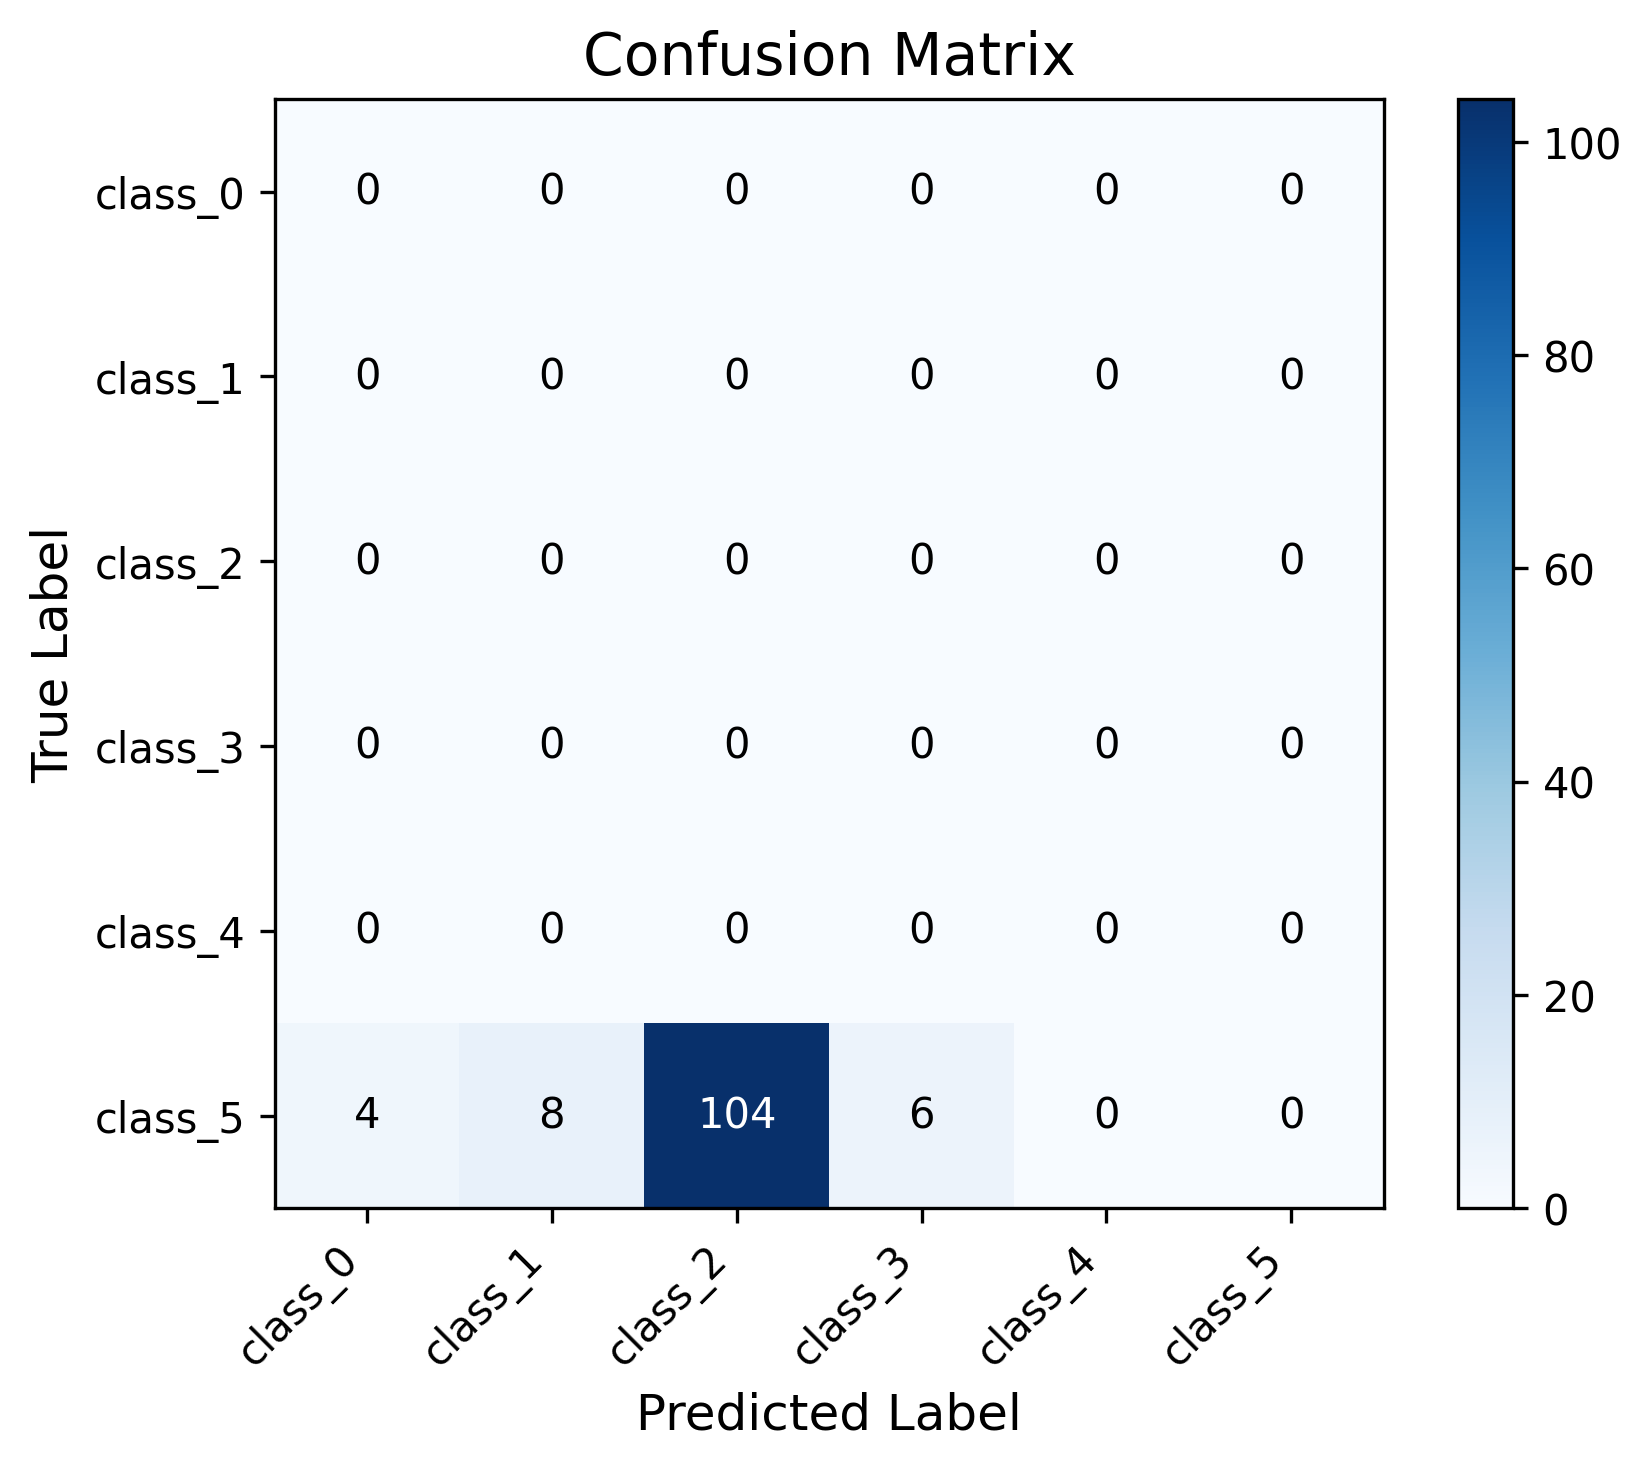 Confusion Matrix
class_0 0 0 0 0 0 0
class_1 0 0 0 0 0 0
class_2 0 0 0 0 0 0
class_3 0 0 0 0 0 0
class_4 0 0 0 0 0 0
class_5 4 8 104 6 0 0
True Label
class_0 class_1 class_2 class_3 class_4 class_5
Predicted Label
100
80
60
40
20
0